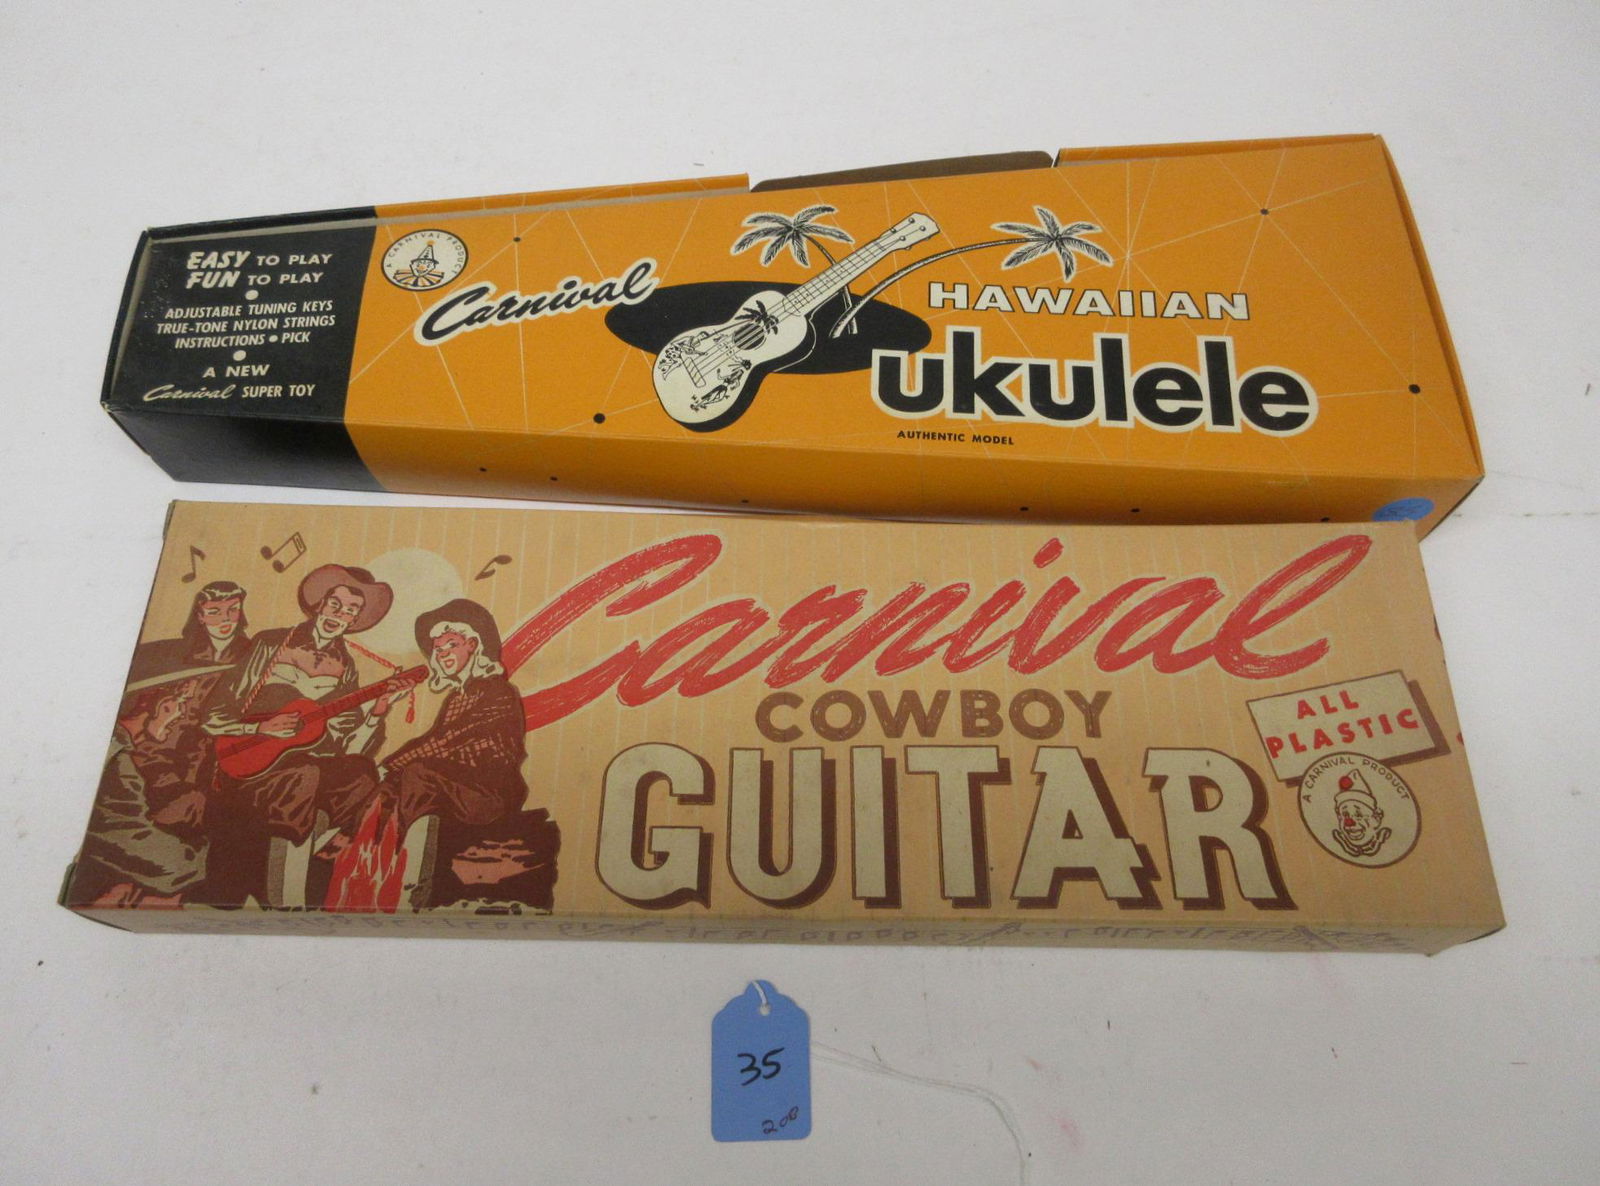 EASY TO PLAY
FUN TO PLAY
ADJUSTABLE TUNING KEYS
TRUE-TONE NYLON STRINGS
INSTRUCTIONS • PICK
A NEW
Carnival SUPER TOY
A CARNIVAL PRODUCT
Carnival
HAWAIIAN
ukulele
AUTHENTIC MODEL
Carnival
COWBOY
GUITAR
ALL
PLASTIC
A CARNIVAL PRODUCT
35